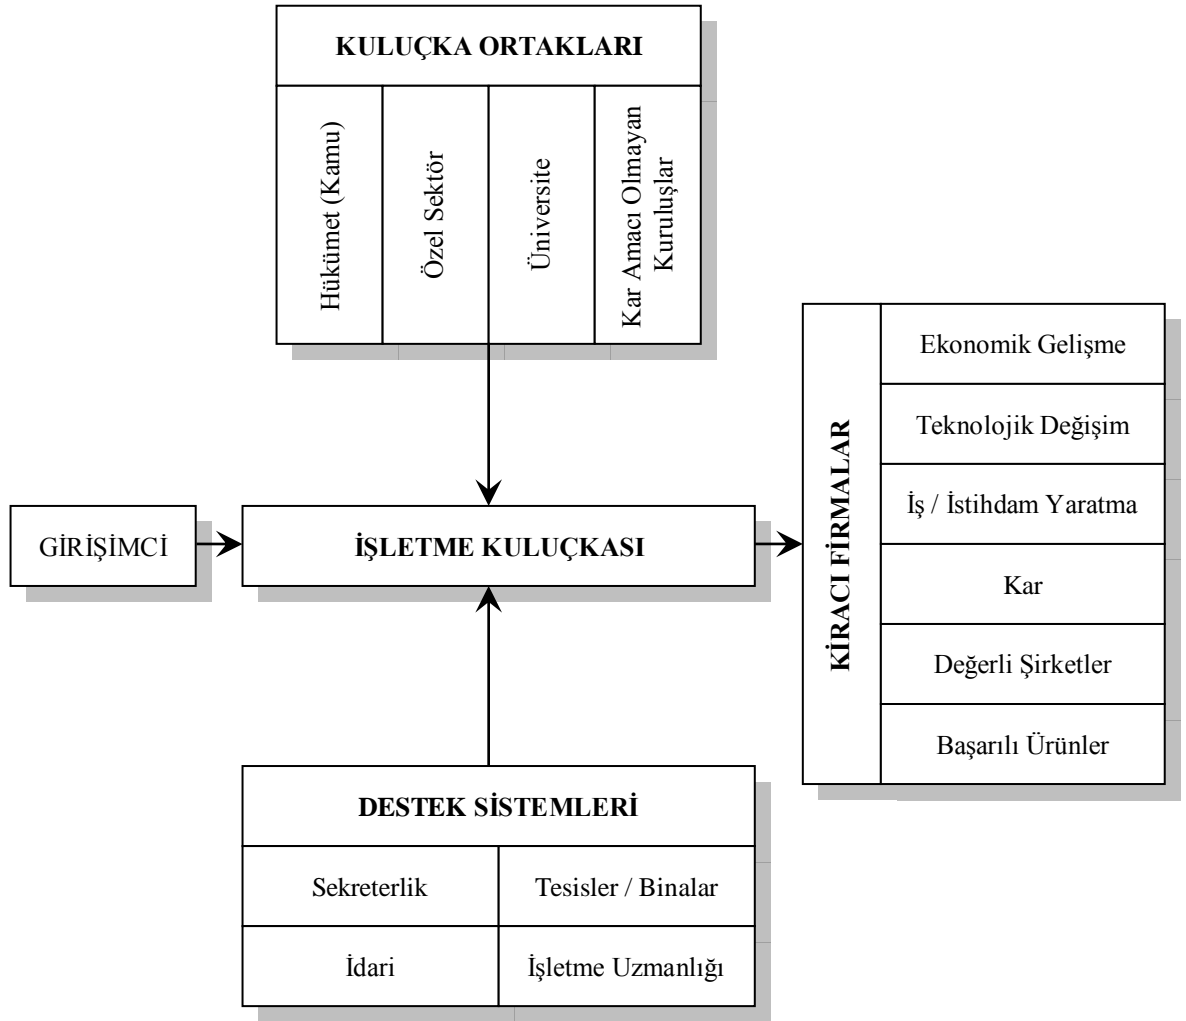 KULUÇKA ORTAKLARI
Hükümet (Kamu)
Özel Sektör
Üniversite
Kar Amacı Olmayan
Kuruluşlar
GİRİŞİMCİ
İŞLETME KULUÇKASI
KİRACI FİRMALAR
Ekonomik Gelişme
Teknolojik Değişim
İş / İstihdam Yaratma
Kar
Değerli Şirketler
Başarılı Ürünler
DESTEK SİSTEMLERİ
Sekreterlik
Tesisler / Binalar
İdari
İşletme Uzmanlığı